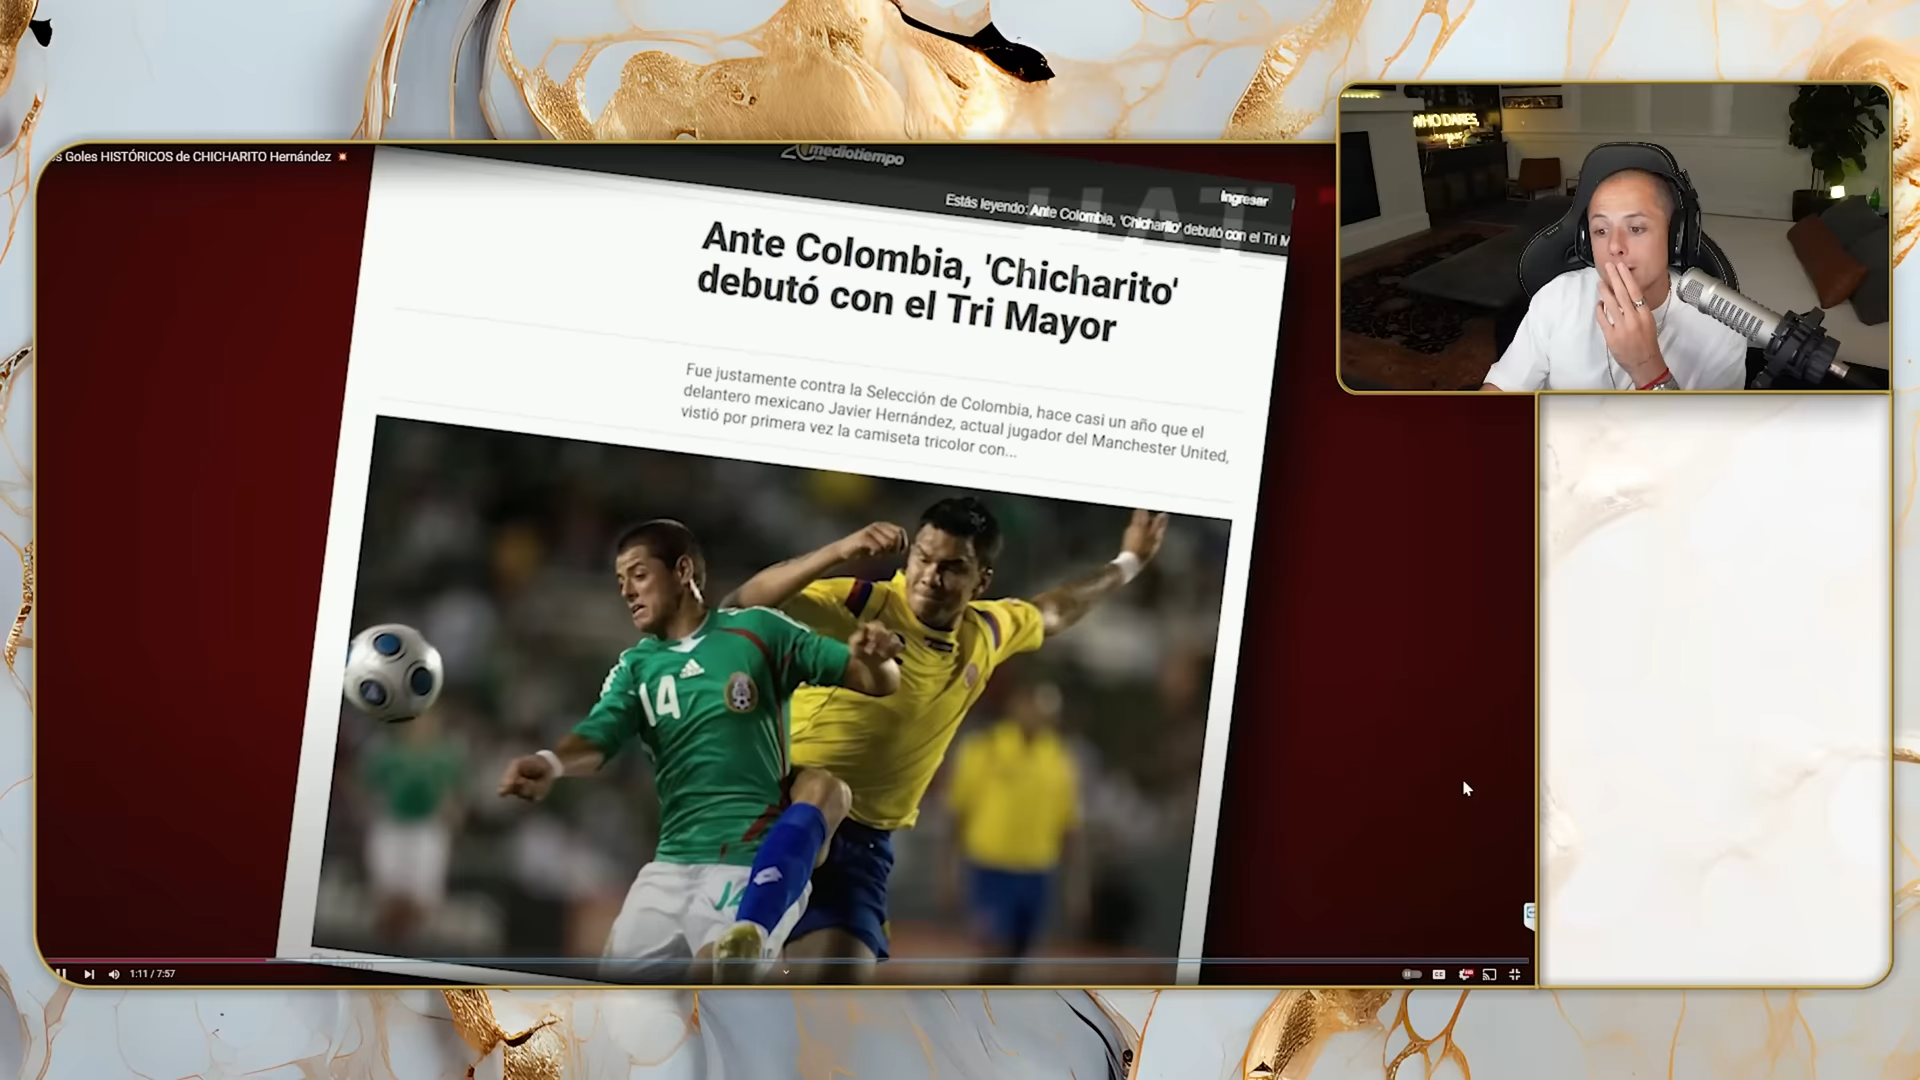 s Goles HISTÓRICOS de CHICHARITO Hernández
20 mediotiempo
Ingresar
Estás leyendo: Ante Colombia, 'Chicharito' debutó con el Tri M
Ante Colombia, 'Chicharito'
debutó con el Tri Mayor
Fue justamente contra la Selección de Colombia, hace casi un año que el
delantero mexicano Javier Hernández, actual jugador del Manchester United,
vistió por primera vez la camiseta tricolor con...
14
14
WHO DARES,
1:11 / 7:57